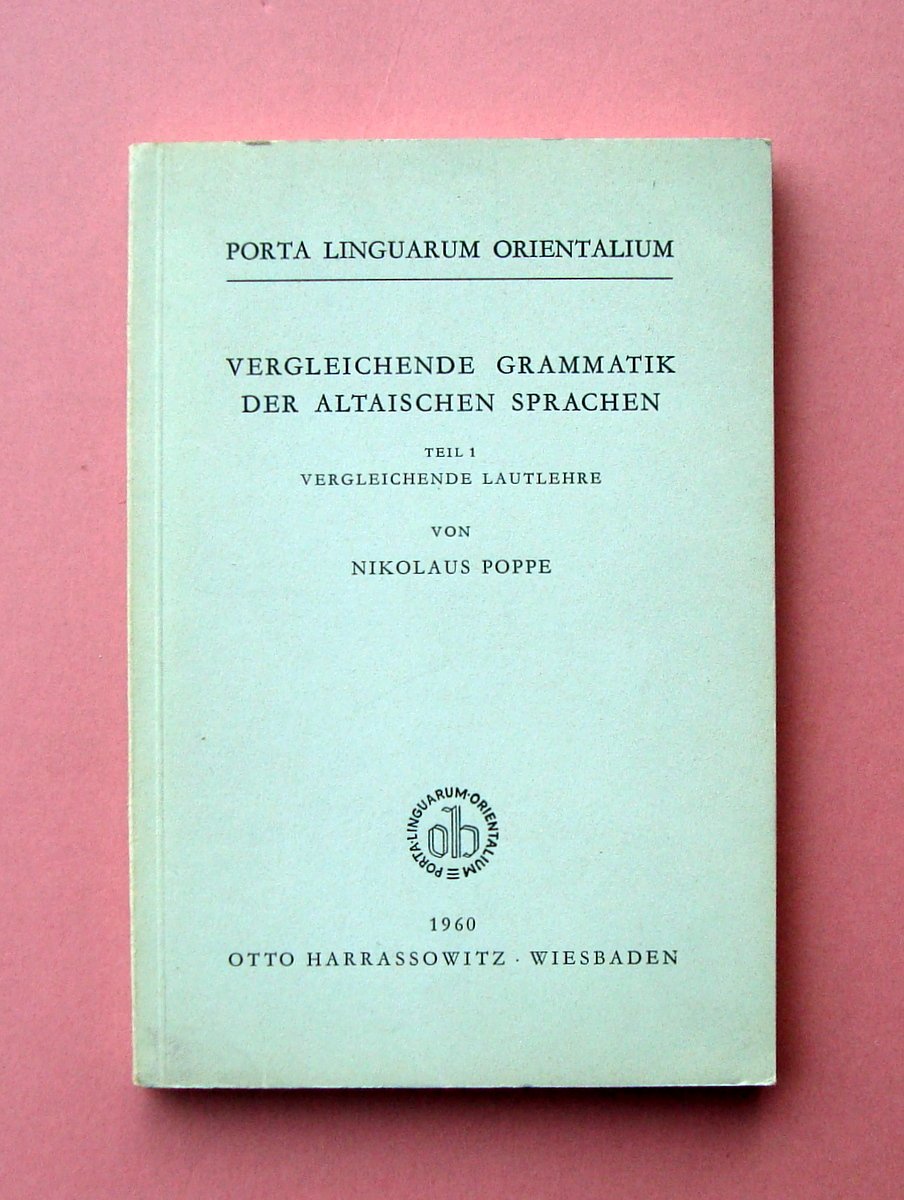 PORTA LINGUARUM ORIENTALIUM
VERGLEICHENDE GRAMMATIK
DER ALTAISCHEN SPRACHEN
TEIL 1
VERGLEICHENDE LAUTLEHRE
VON
NIKOLAUS POPPE
PORTA·LINGUARUM·ORIENTALIUM
oh
1960
OTTO HARRASSOWITZ · WIESBADEN